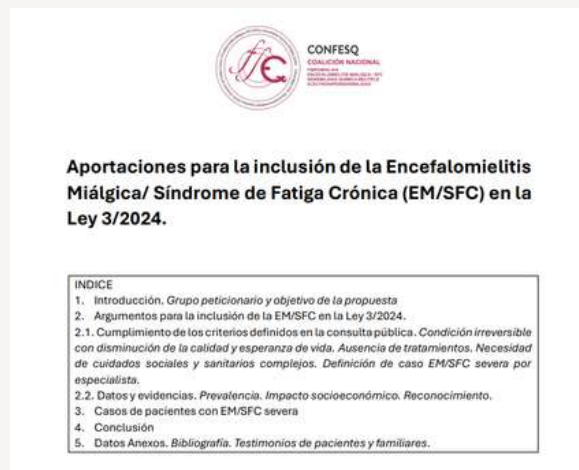 CONFESQ
COALICIÓN NACIONAL
Aportaciones para la inclusión de la Encefalomielitis
Miálgica/ Síndrome de Fatiga Crónica (EM/SFC) en la
Ley 3/2024.
INDICE
1. Introducción. Grupo peticionario y objetivo de la propuesta
2. Argumentos para la inclusión de la EM/SFC en la Ley 3/2024.
2.1. Cumplimiento de los criterios definidos en la consulta pública. Condición irreversible
con disminución de la calidad y esperanza de vida. Ausencia de tratamientos. Necesidad
de cuidados sociales y sanitarios complejos. Definición de caso EM/SFC severa por
especialista.
2.2. Datos y evidencias. Prevalencia. Impacto socioeconómico. Reconocimiento.
3. Casos de pacientes con EM/SFC severa
4. Conclusión
5. Datos Anexos. Bibliografía. Testimonios de pacientes y familiares.